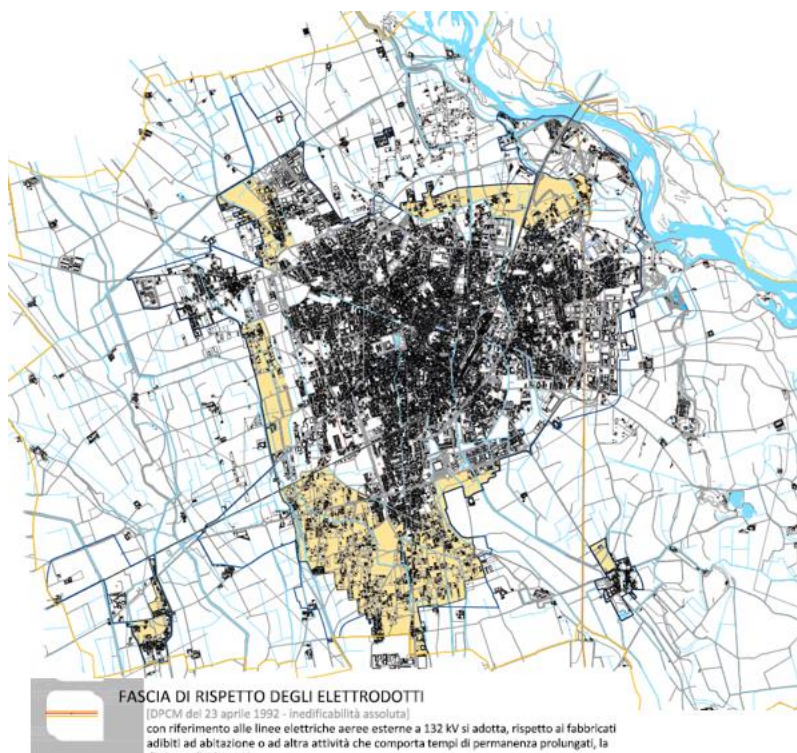 FASCIA DI RISPETTO DEGLI ELETTRODOTTI
[DPCM del 23 aprile 1992 - inedificabilità assoluta]
con riferimento alle linee elettriche aeree esterne a 132 kV si adotta, rispetto ai fabbricati
adibiti ad abitazione o ad altra attività che comporta tempi di permanenza prolungati, la